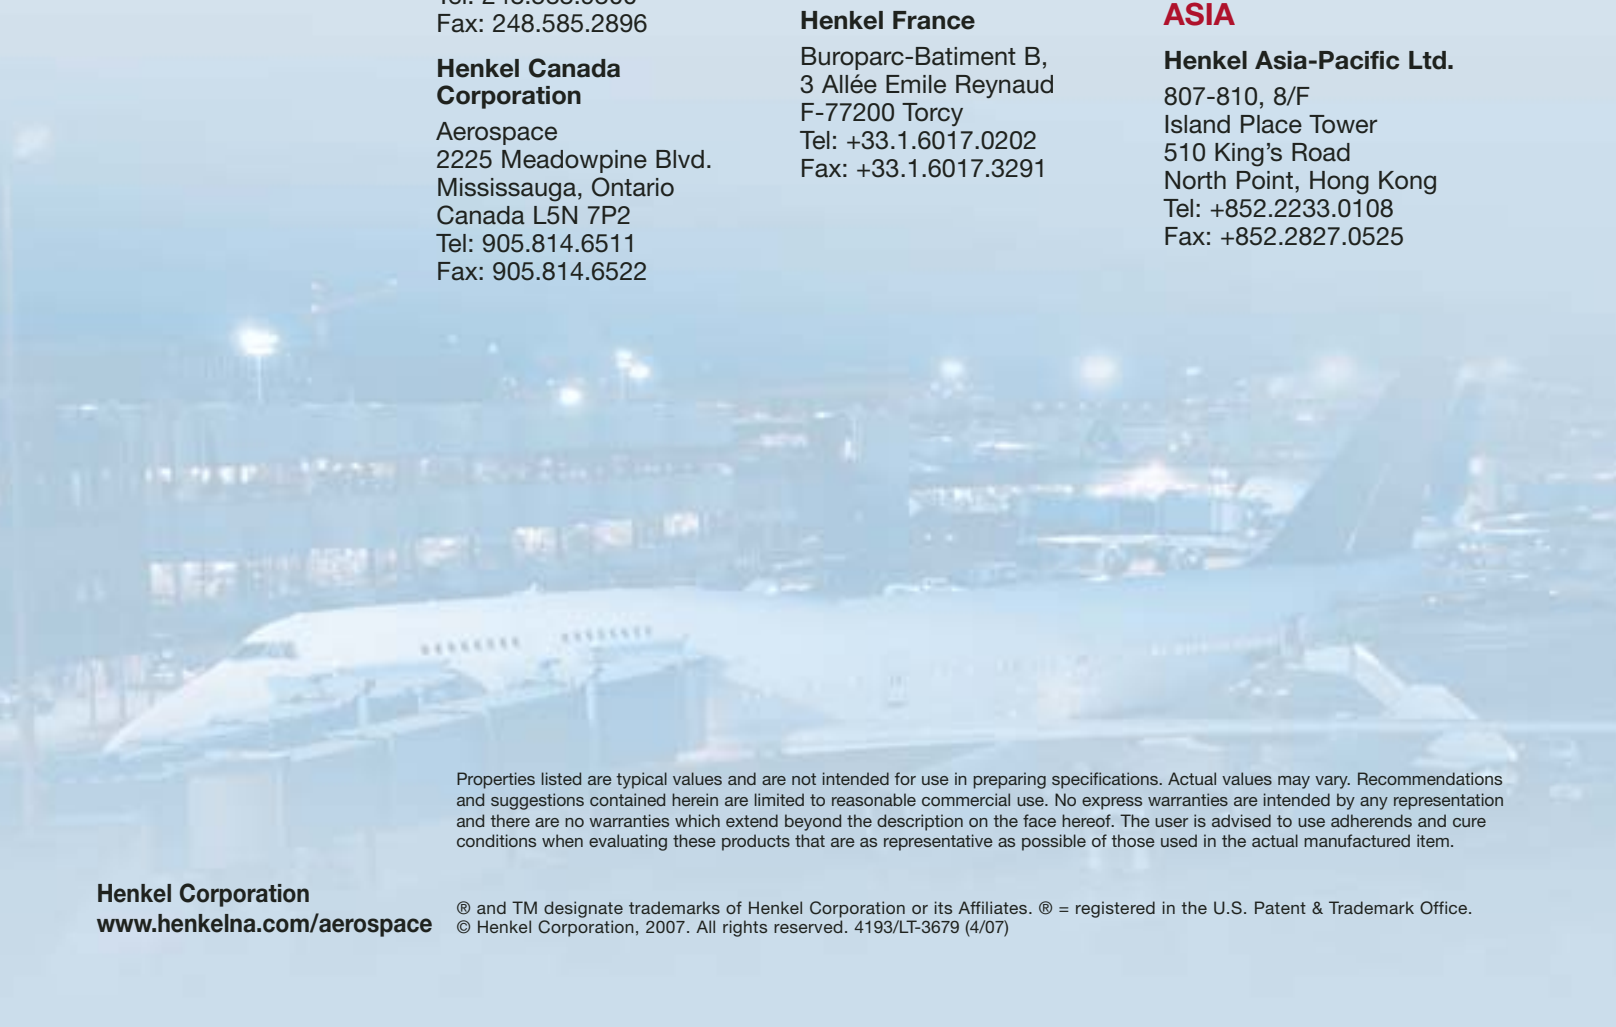 Fax: 248.585.2896
Henkel Canada
Corporation
Aerospace
2225 Meadowpine Blvd.
Mississauga, Ontario
Canada L5N 7P2
Tel: 905.814.6511
Fax: 905.814.6522
Henkel France
Buroparc-Batiment B,
3 Allée Emile Reynaud
F-77200 Torcy
Tel: +33.1.6017.0202
Fax: +33.1.6017.3291
ASIA
Henkel Asia-Pacific Ltd.
807-810, 8/F
Island Place Tower
510 King's Road
North Point, Hong Kong
Tel: +852.2233.0108
Fax: +852.2827.0525
Properties listed are typical values and are not intended for use in preparing specifications. Actual values may vary. Recommendations
and suggestions contained herein are limited to reasonable commercial use. No express warranties are intended by any representation
and there are no warranties which extend beyond the description on the face hereof. The user is advised to use adherends and cure
conditions when evaluating these products that are as representative as possible of those used in the actual manufactured item.
Henkel Corporation
www.henkelna.com/aerospace
® and TM designate trademarks of Henkel Corporation or its Affiliates. ® = registered in the U.S. Patent & Trademark Office.
© Henkel Corporation, 2007. All rights reserved. 4193/LT-3679 (4/07)